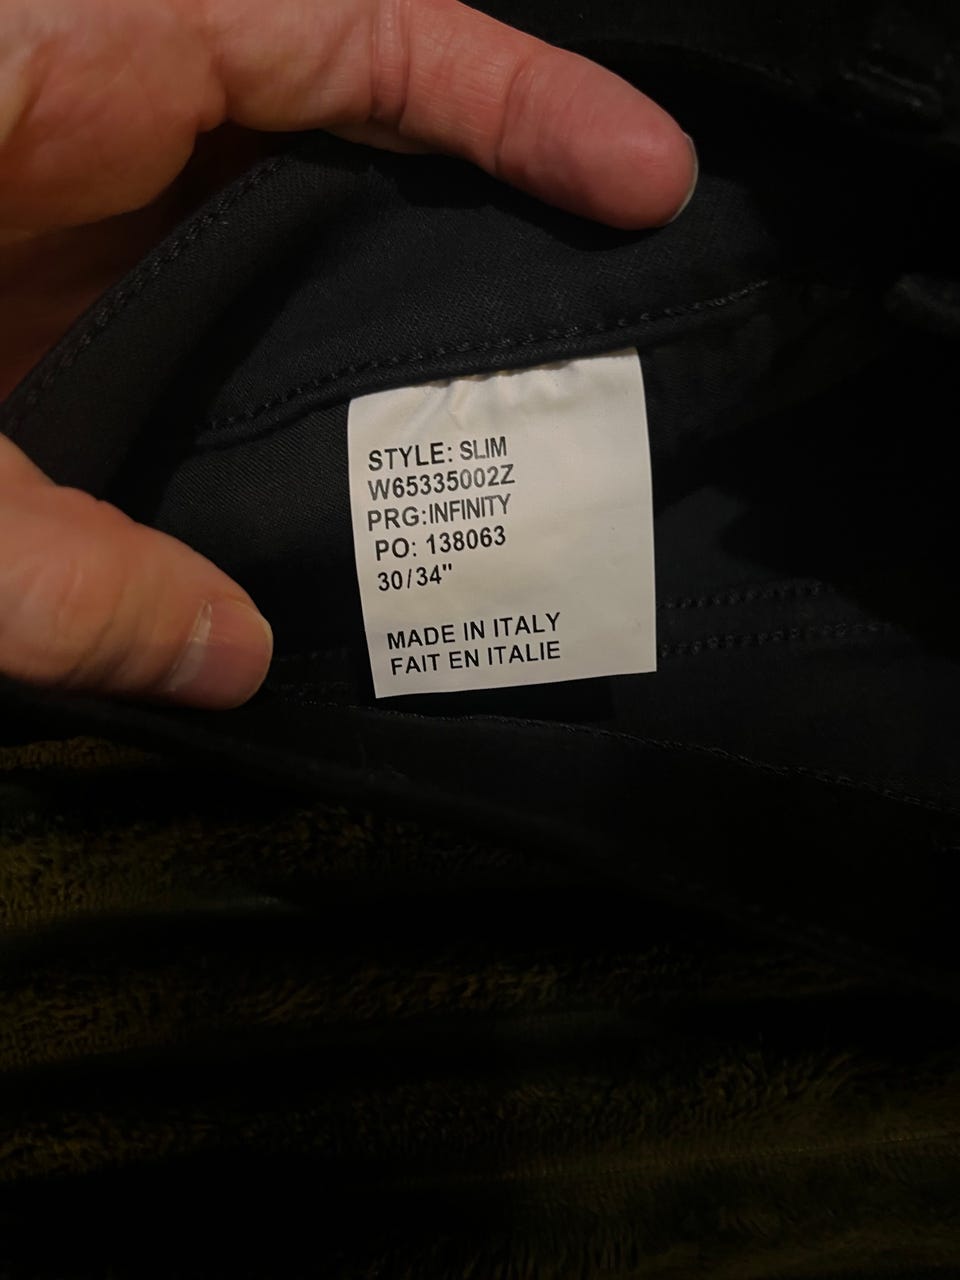 STYLE: SLIM
W65335002Z
PRG:INFINITY
PO: 138063
30/34"
MADE IN ITALY
FAIT EN ITALIE